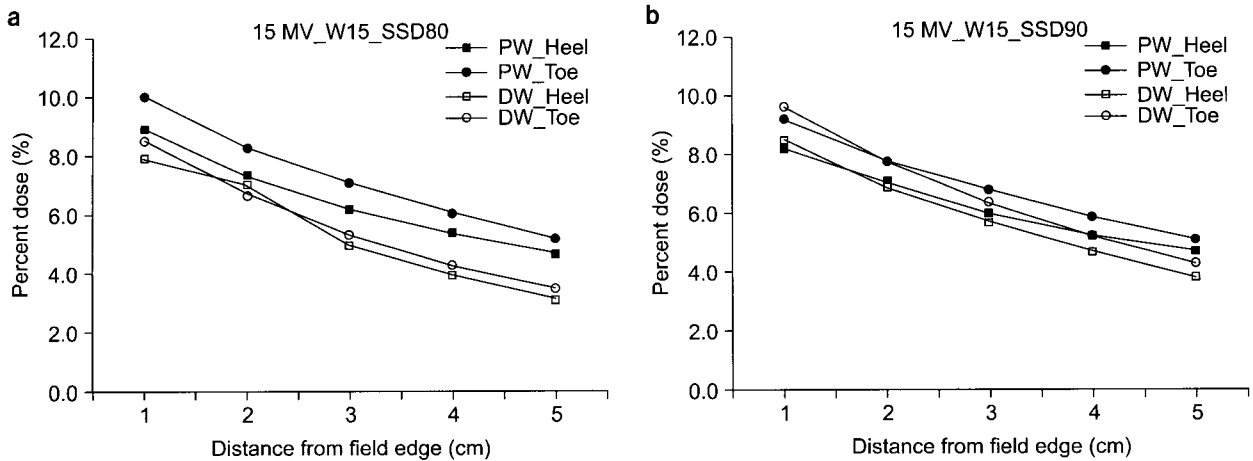 a
15 MV_W15_SSD80
12.0
10.0
8.0
6.0
4.0
2.0
0.0
Percent dose (%)
PW_Heel
PW_Toe
DW_Heel
DW_Toe
1 2 3 4 5
Distance from field edge (cm)
b
15 MV_W15_SSD90
12.0
10.0
8.0
6.0
4.0
2.0
0.0
Percent dose (%)
PW_Heel
PW_Toe
DW_Heel
DW_Toe
1 2 3 4 5
Distance from field edge (cm)